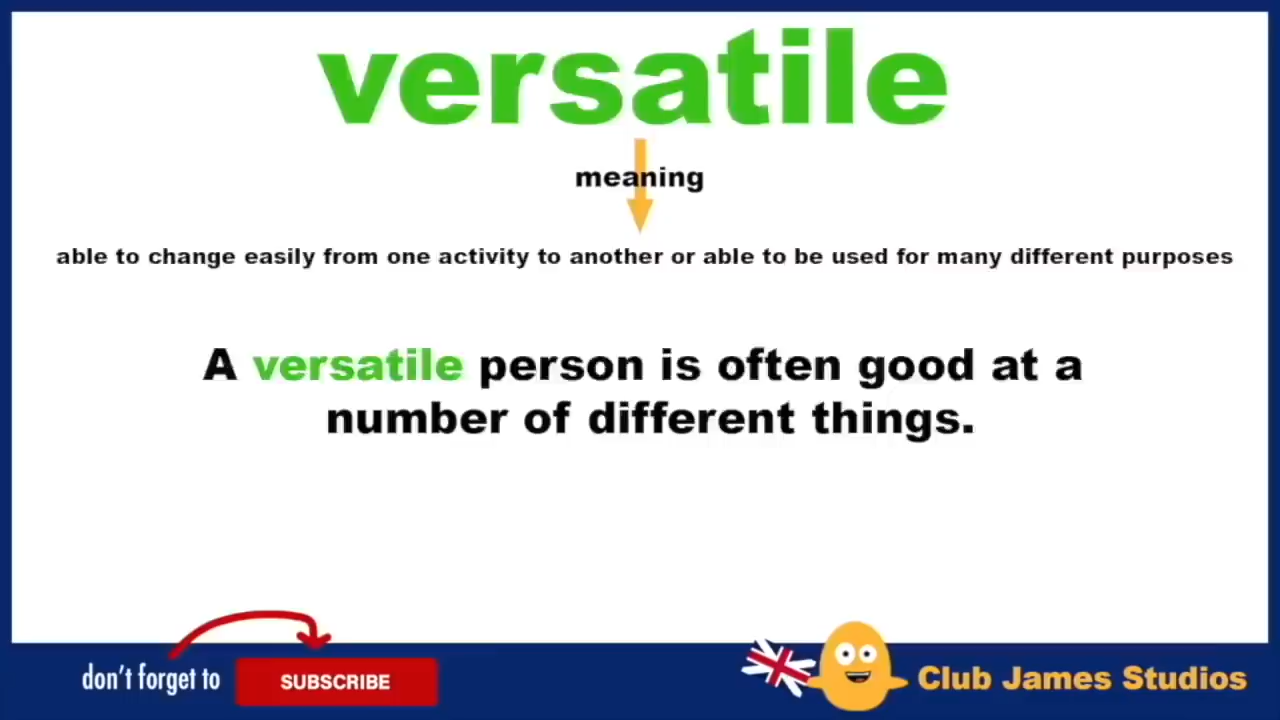 versatile
meaning
able to change easily from one activity to another or able to be used for many different purposes
A versatile person is often good at a
number of different things.
don't forget to
SUBSCRIBE
Club James Studios